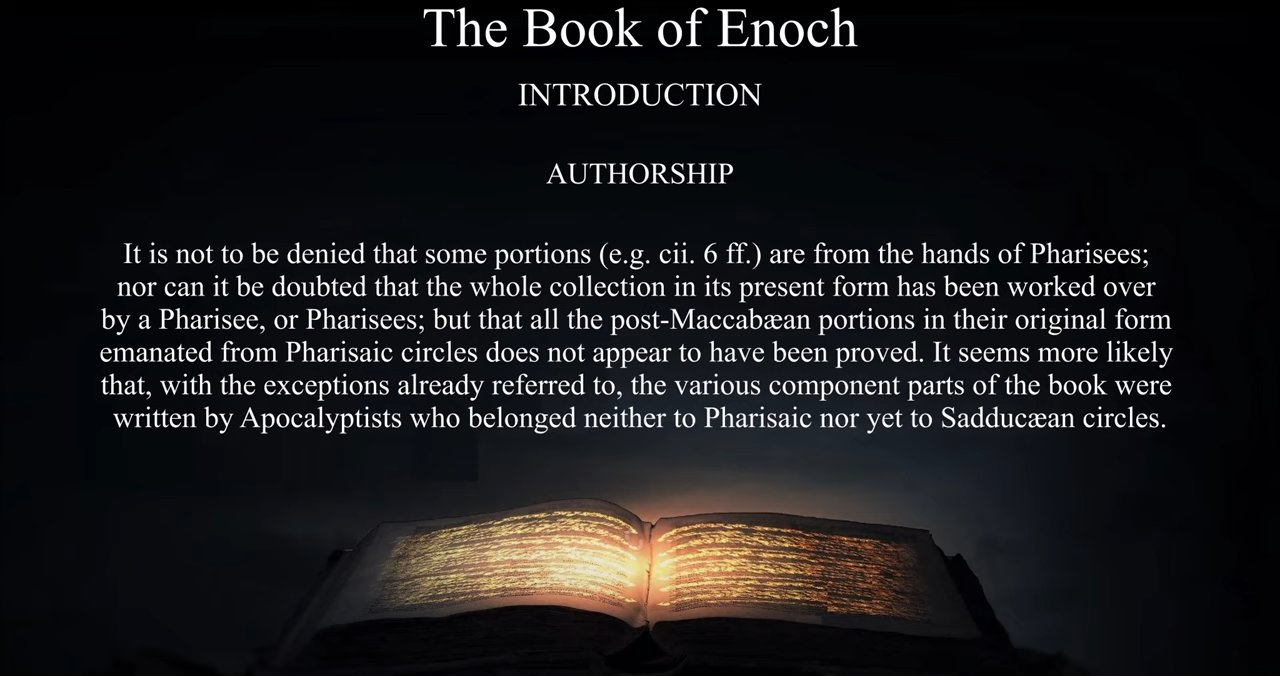 The Book of Enoch
INTRODUCTION
AUTHORSHIP
It is not to be denied that some portions (e.g. cii. 6 ff.) are from the hands of Pharisees;
nor can it be doubted that the whole collection in its present form has been worked over
by a Pharisee, or Pharisees; but that all the post-Maccabæan portions in their original form
emanated from Pharisaic circles does not appear to have been proved. It seems more likely
that, with the exceptions already referred to, the various component parts of the book were
written by Apocalyptists who belonged neither to Pharisaic nor yet to Sadducæan circles.